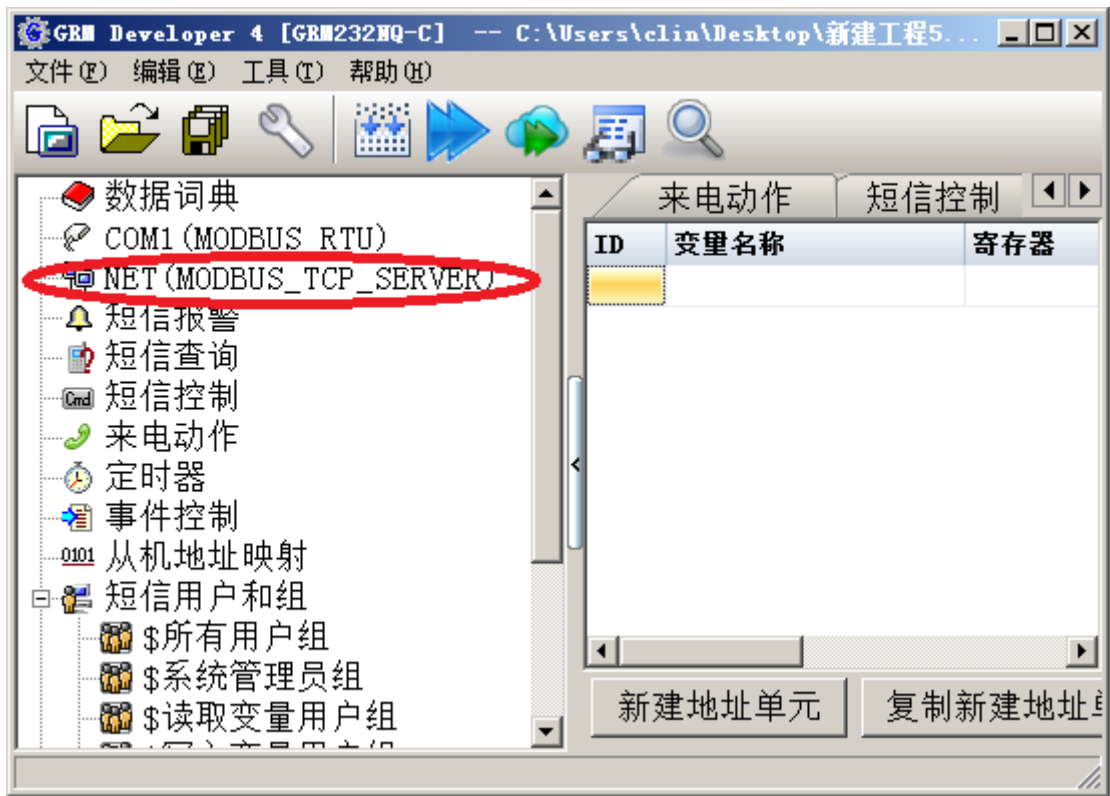 GRM Developer 4 [GRM232NQ-C] -- C:\Users\clin\Desktop\新建工程5...
文件(F) 编辑(E) 工具(T) 帮助(H)
数据词典
COM1(MODBUS RTU)
NET(MODBUS_TCP_SERVER)
短信报警
短信查询
Cmd 短信控制
来电动作
定时器
事件控制
0101 从机地址映射
短信用户和组
$所有用户组
$系统管理员组
$读取变量用户组
来电动作 短信控制
ID 变量名称 寄存器
新建地址单元 复制新建地址